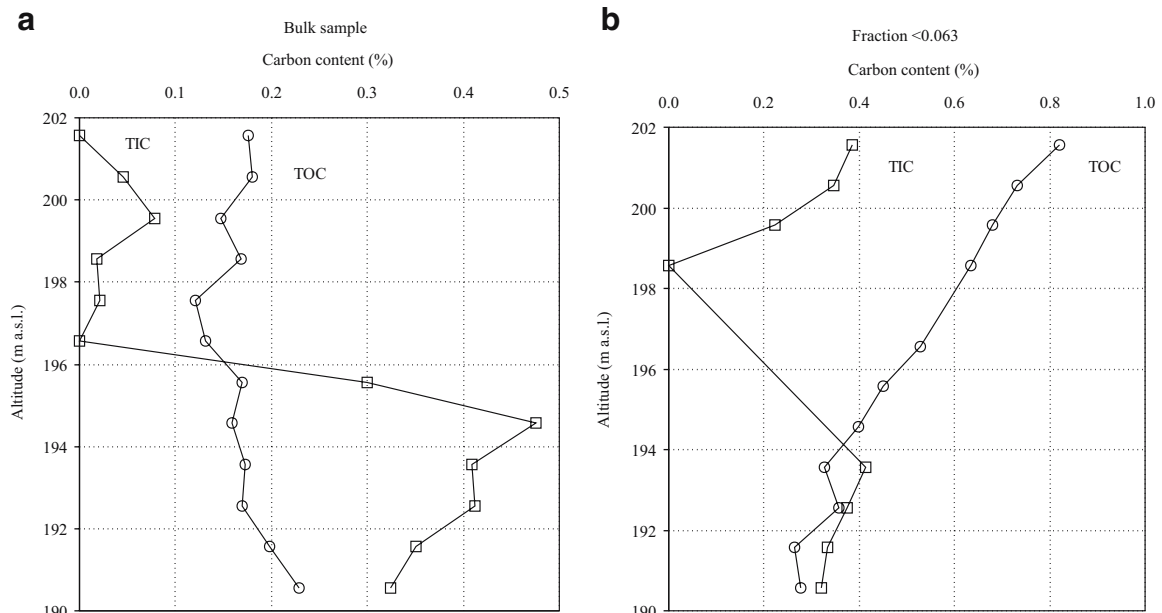 a
Bulk sample
Carbon content (%)
0.0 0.1 0.2 0.3 0.4 0.5
202
200
198
196
194
192
190
Altitude (m a.s.l.)
TIC
TOC
b
Fraction <0.063
Carbon content (%)
0.0 0.2 0.4 0.6 0.8 1.0
202
200
198
196
194
192
190
Altitude (m a.s.l.)
TIC
TOC